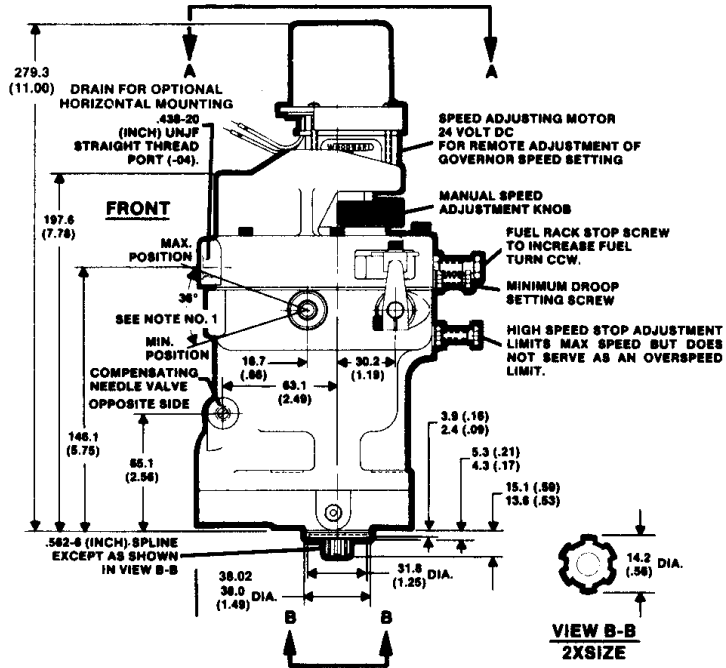 A
A
279.3
(11.00)
DRAIN FOR OPTIONAL
HORIZONTAL MOUNTING
.438-20
(INCH) UNJF
STRAIGHT THREAD
PORT (-04).
WOODWARD
SPEED ADJUSTING MOTOR
24 VOLT DC
FOR REMOTE ADJUSTMENT OF
GOVERNOR SPEED SETTING
MANUAL SPEED
ADJUSTMENT KNOB
197.6
(7.78)
FRONT
MAX.
POSITION
FUEL RACK STOP SCREW
TO INCREASE FUEL
TURN CCW.
36°
MINIMUM DROOP
SETTING SCREW
SEE NOTE NO. 1
MIN.
POSITION
HIGH SPEED STOP ADJUSTMENT
LIMITS MAX SPEED BUT DOES
NOT SERVE AS AN OVERSPEED
LIMIT.
16.7
(.66)
30.2
(1.19)
COMPENSATING
NEEDLE VALVE
OPPOSITE SIDE
63.1
(2.49)
146.1
(5.75)
65.1
(2.56)
3.9 (.16)
2.4 (.09)
5.3 (.21)
4.3 (.17)
15.1 (.59)
13.6 (.53)
.562-6 (INCH) SPLINE
EXCEPT AS SHOWN
IN VIEW B-B
31.8
(1.25)
DIA.
38.02
38.0
(1.49)
DIA.
14.2
(.56)
DIA.
B
B
VIEW B-B
2XSIZE